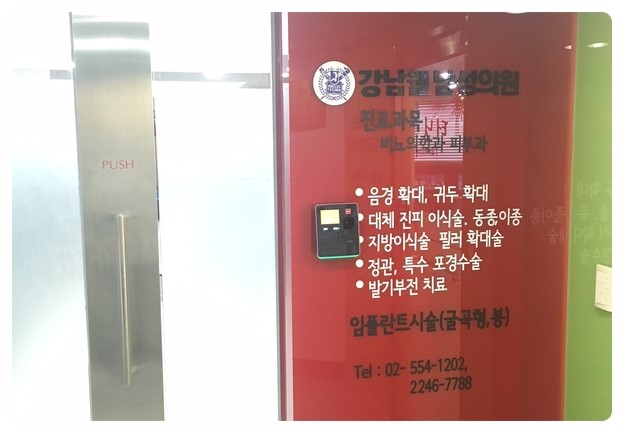 PUSH
강남웰남성의원
진료과목
비뇨의학과 피부과
• 음경 확대, 귀두 확대
• 대체 진피 이식술. 동종,이종
• 지방이식술 필러 확대술
• 정관, 특수 포경수술
• 발기부전 치료
임플란트시술(굴곡형,봉)
Tel : 02- 554-1202,
2246-7788